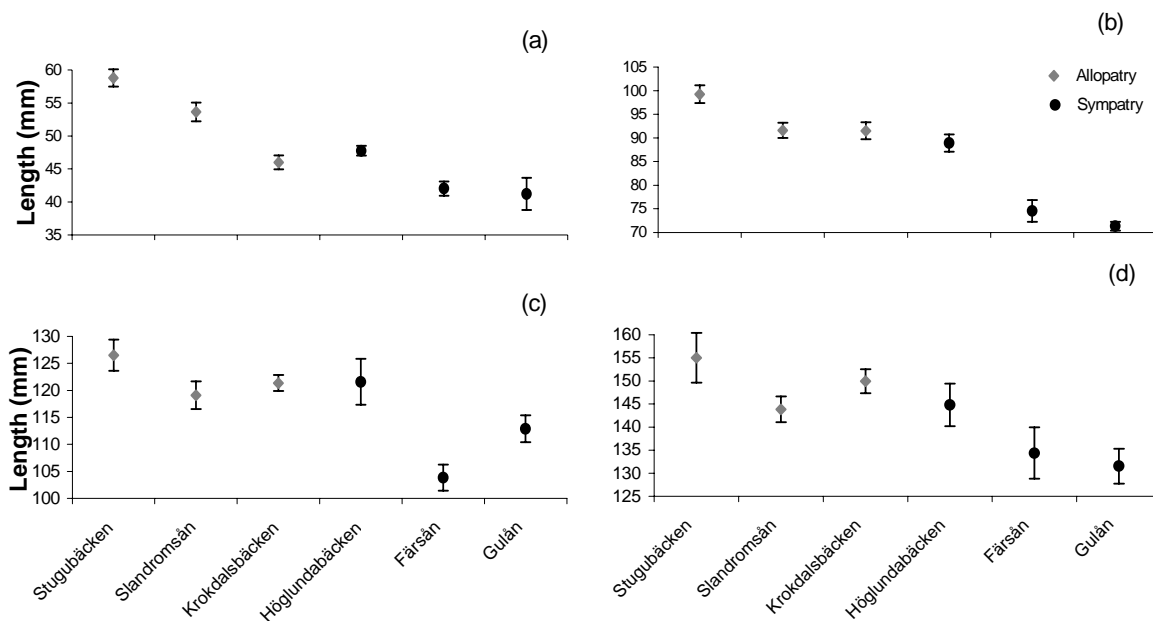 (a)
Length (mm)
60
55
50
45
40
35
(b)
105
100
95
90
85
80
75
70
Allopatry
Sympatry
(c)
Length (mm)
130
125
120
115
110
105
100
Stugubäcken
Slandromsån
Krokdalsbäcken
Höglundabäcken
Färsån
Gulån
(d)
160
155
150
145
140
135
130
125
Stugubäcken
Slandromsån
Krokdalsbäcken
Höglundabäcken
Färsån
Gulån